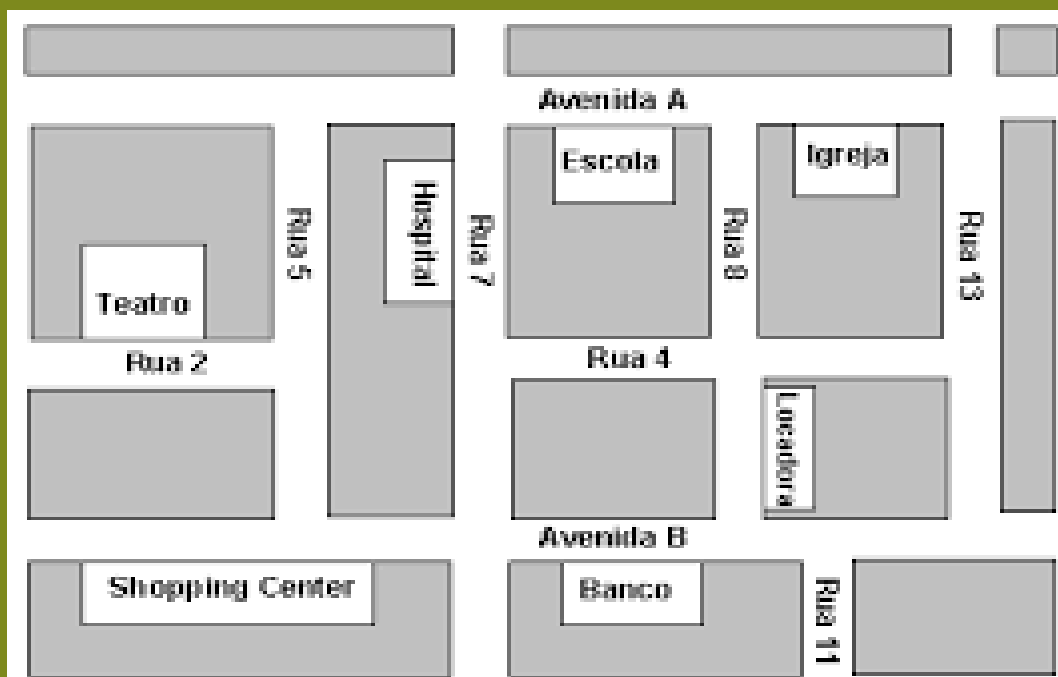 Avenida A
Escola
Igreja
Hospital
Rua 5
Rua 7
Rua 8
Rua 13
Teatro
Rua 2
Rua 4
Locadora
Avenida B
Shopping Center
Banco
Rua 11